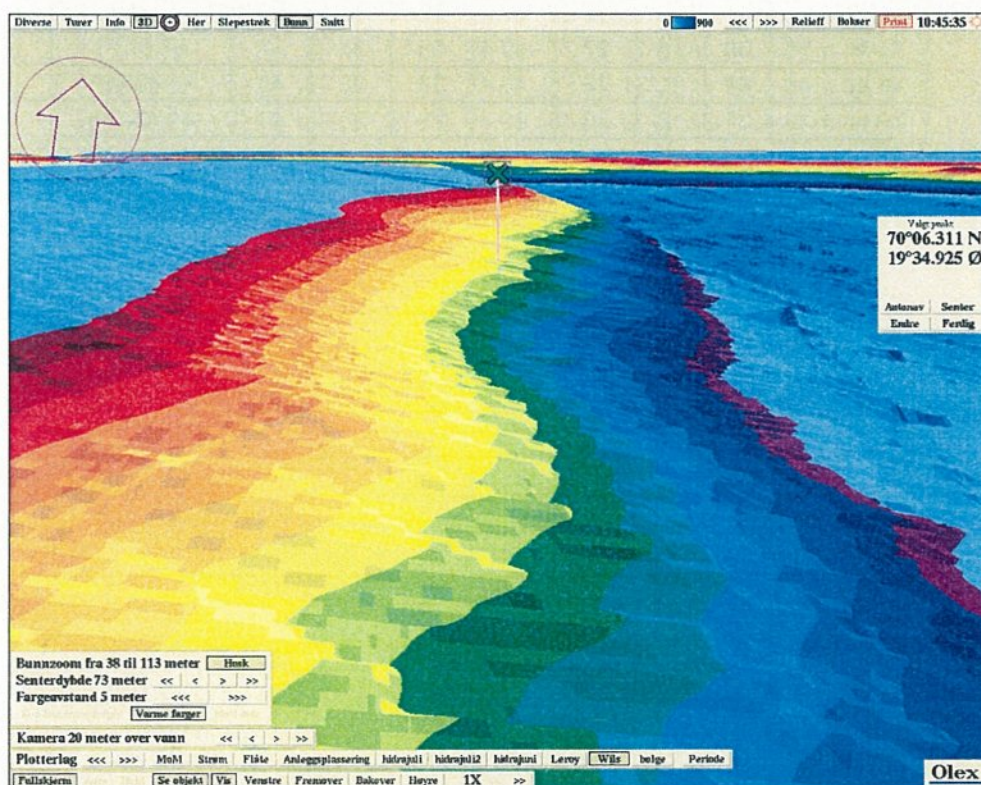 Diverse Turer Info 3D Her Slepestrek Bunn Snitt 0 900 <<< >>> Relieff Bokser Print 10:45:35
Valgt punkt
70°06.311 N
19°34.925 Ø
Autonav Senter
Endre Ferdig
Bunnzoom fra 38 til 113 meter Husk
Senterdybde 73 meter << < > >>
Fargeavstand 5 meter <<< >>>
Varme farger
Kamera 20 meter over vann << < > >>
Plotterlag <<< >>> MoM Strøm Flåte Anleggsplassering hidrajuli hidrajuli2 hidrajuni Leroy Wils bølge Periode
Fullskjerm Se objekt Vis Venstre Fremover Bakover Høyre 1X >>
Olex